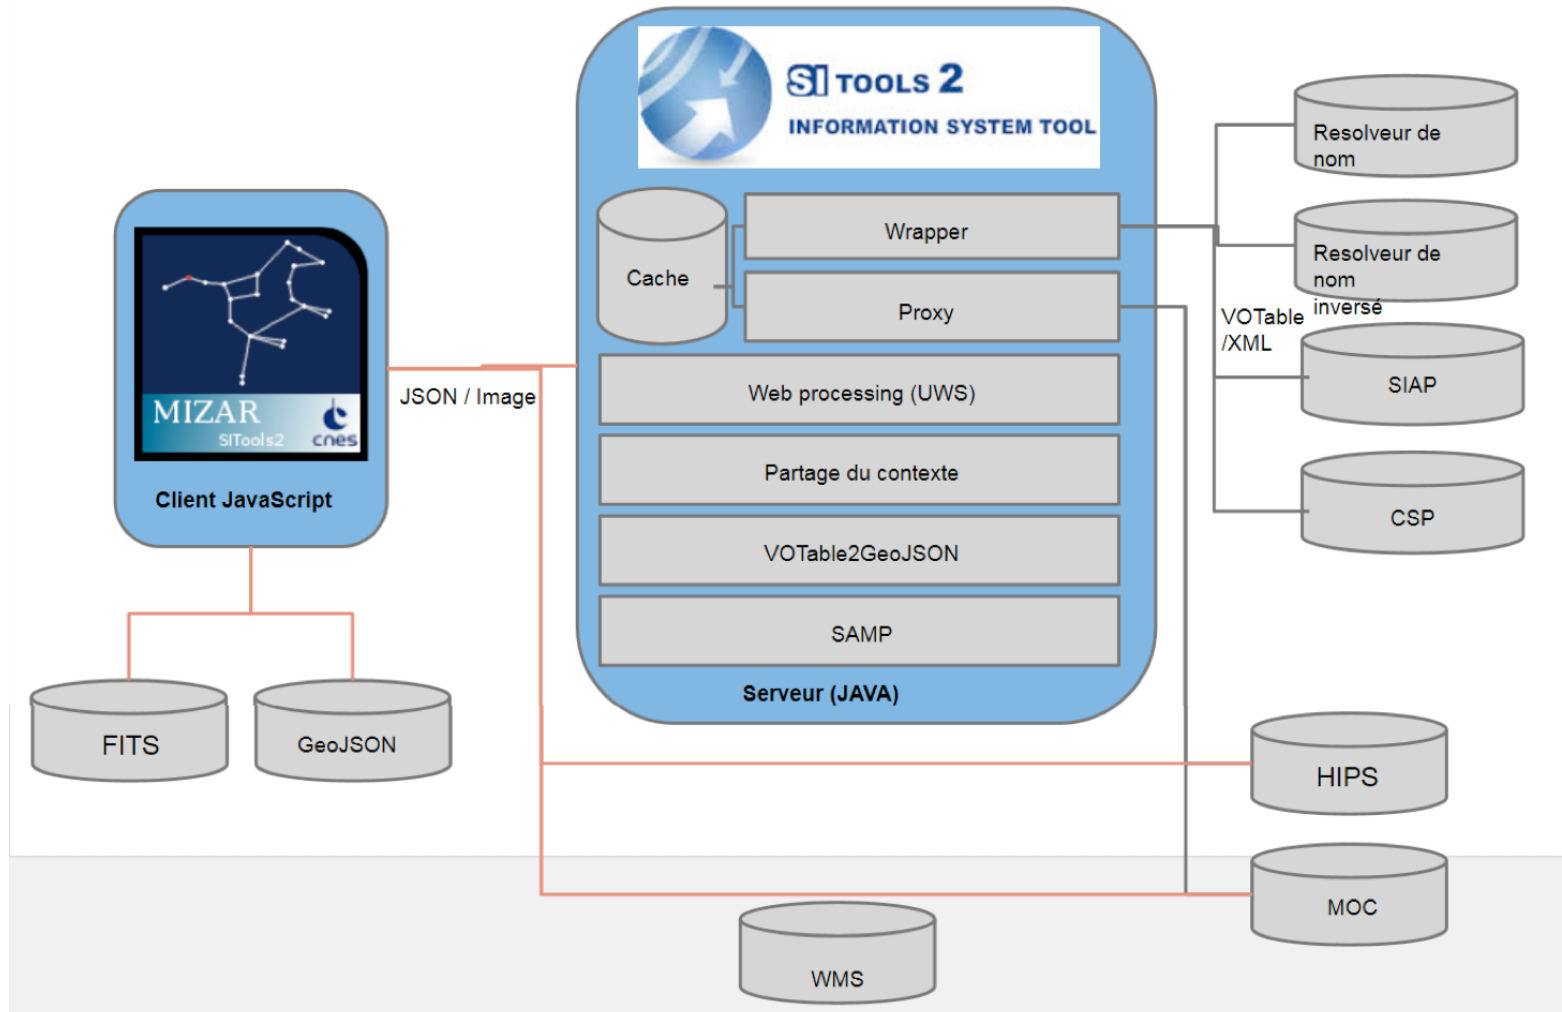 SI TOOLS 2
INFORMATION SYSTEM TOOL
Cache
Wrapper
Proxy
Web processing (UWS)
Partage du contexte
VOTable2GeoJSON
SAMP
Serveur (JAVA)
MIZAR
SITools2
cnes
Client JavaScript
JSON / Image
FITS
GeoJSON
Resolveur de
nom
Resolveur de
nom
inversé
VOTable
/XML
SIAP
CSP
HIPS
MOC
WMS